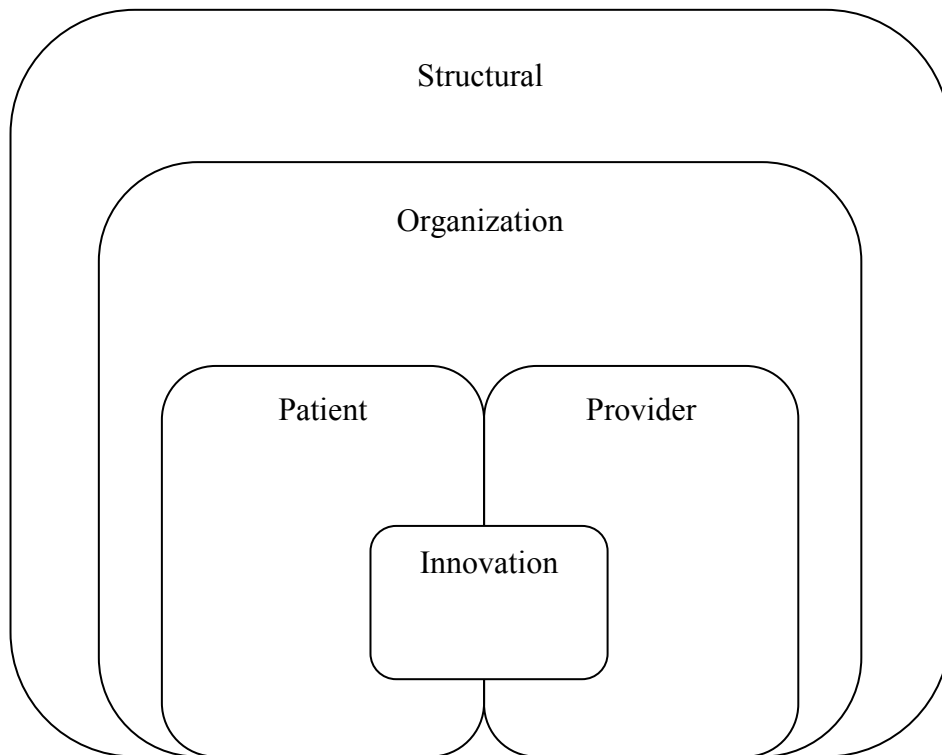 Structural
Organization
Patient
Provider
Innovation